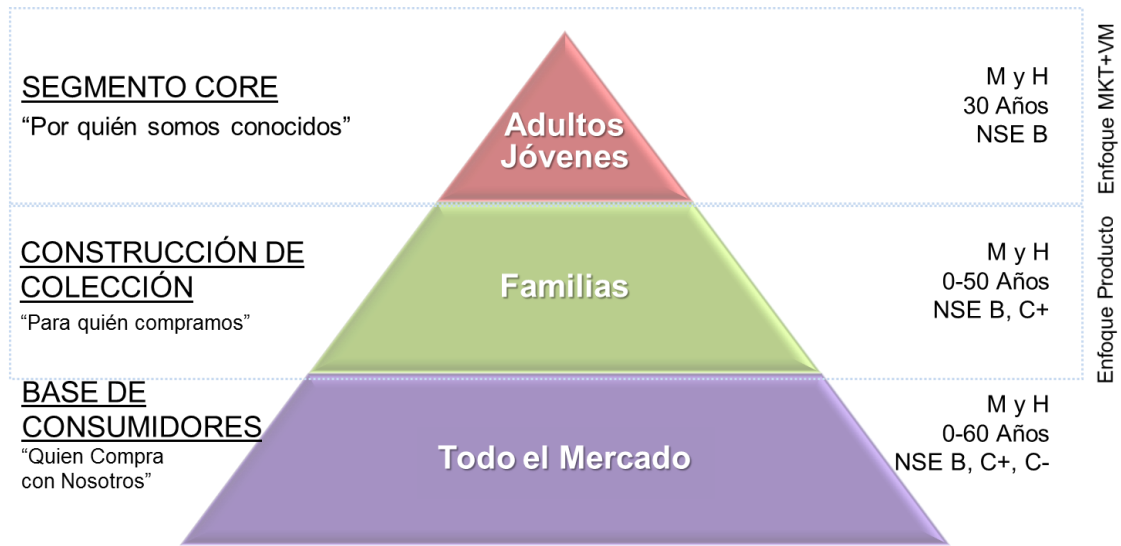 SEGMENTO CORE
“Por quién somos conocidos”
Adultos
Jóvenes
M y H
30 Años
NSE B
Enfoque MKT+VM
CONSTRUCCIÓN DE
COLECCIÓN
“Para quién compramos”
Familias
M y H
0-50 Años
NSE B, C+
Enfoque Producto
BASE DE
CONSUMIDORES
“Quien Compra
con Nosotros”
Todo el Mercado
M y H
0-60 Años
NSE B, C+, C-